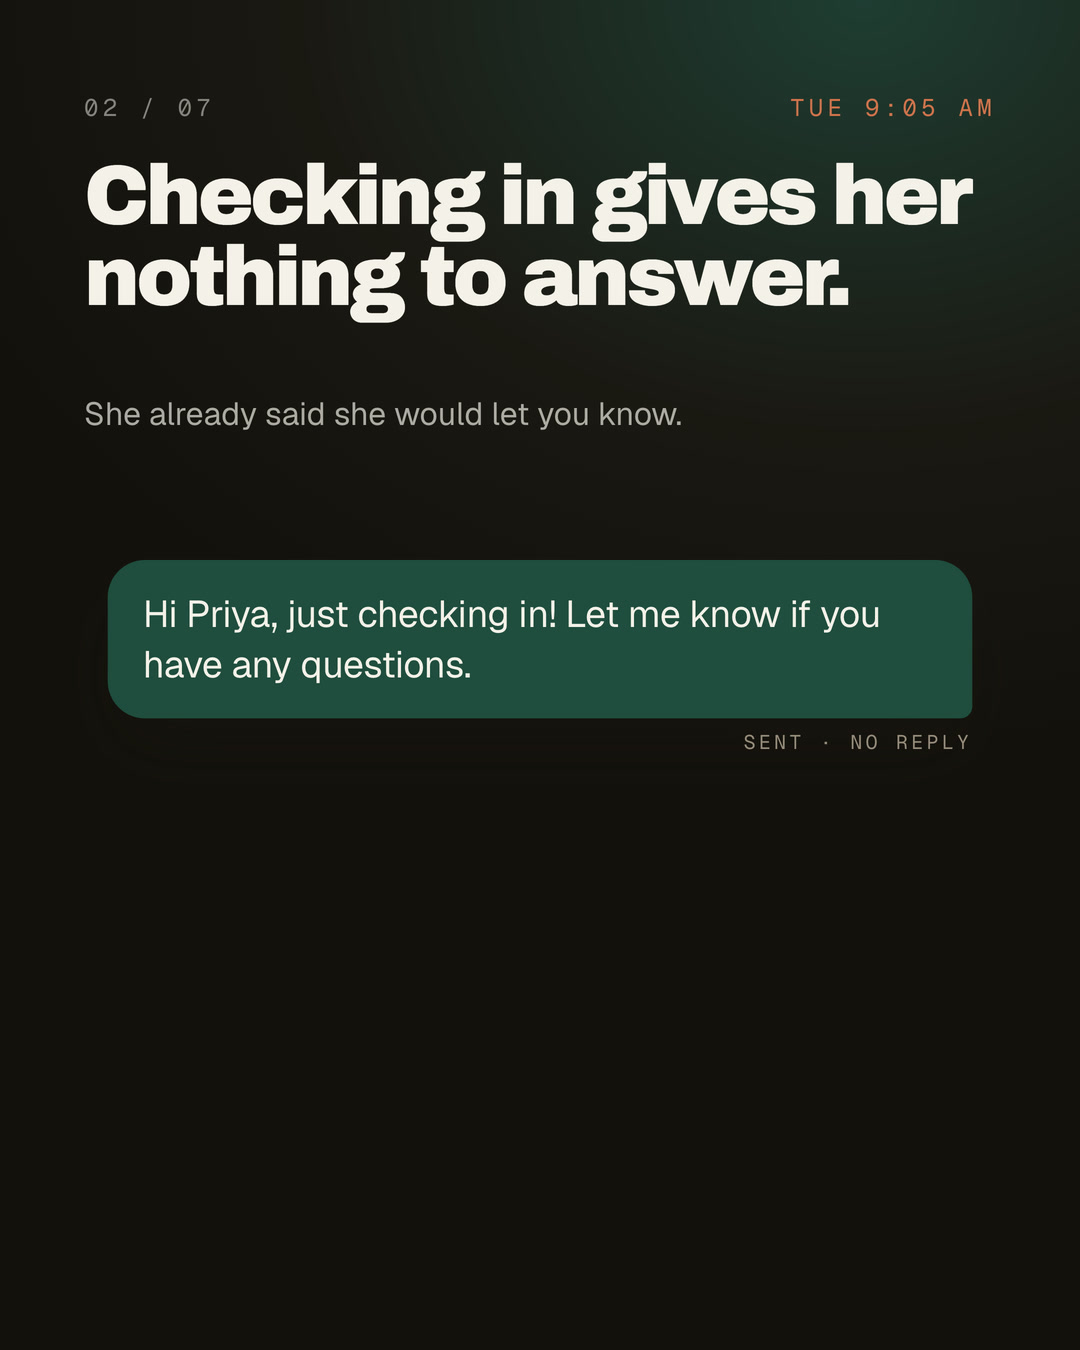 02 / 07
TUE 9:05 AM
Checking in gives her
nothing to answer.
She already said she would let you know.
Hi Priya, just checking in! Let me know if you
have any questions.
SENT · NO REPLY